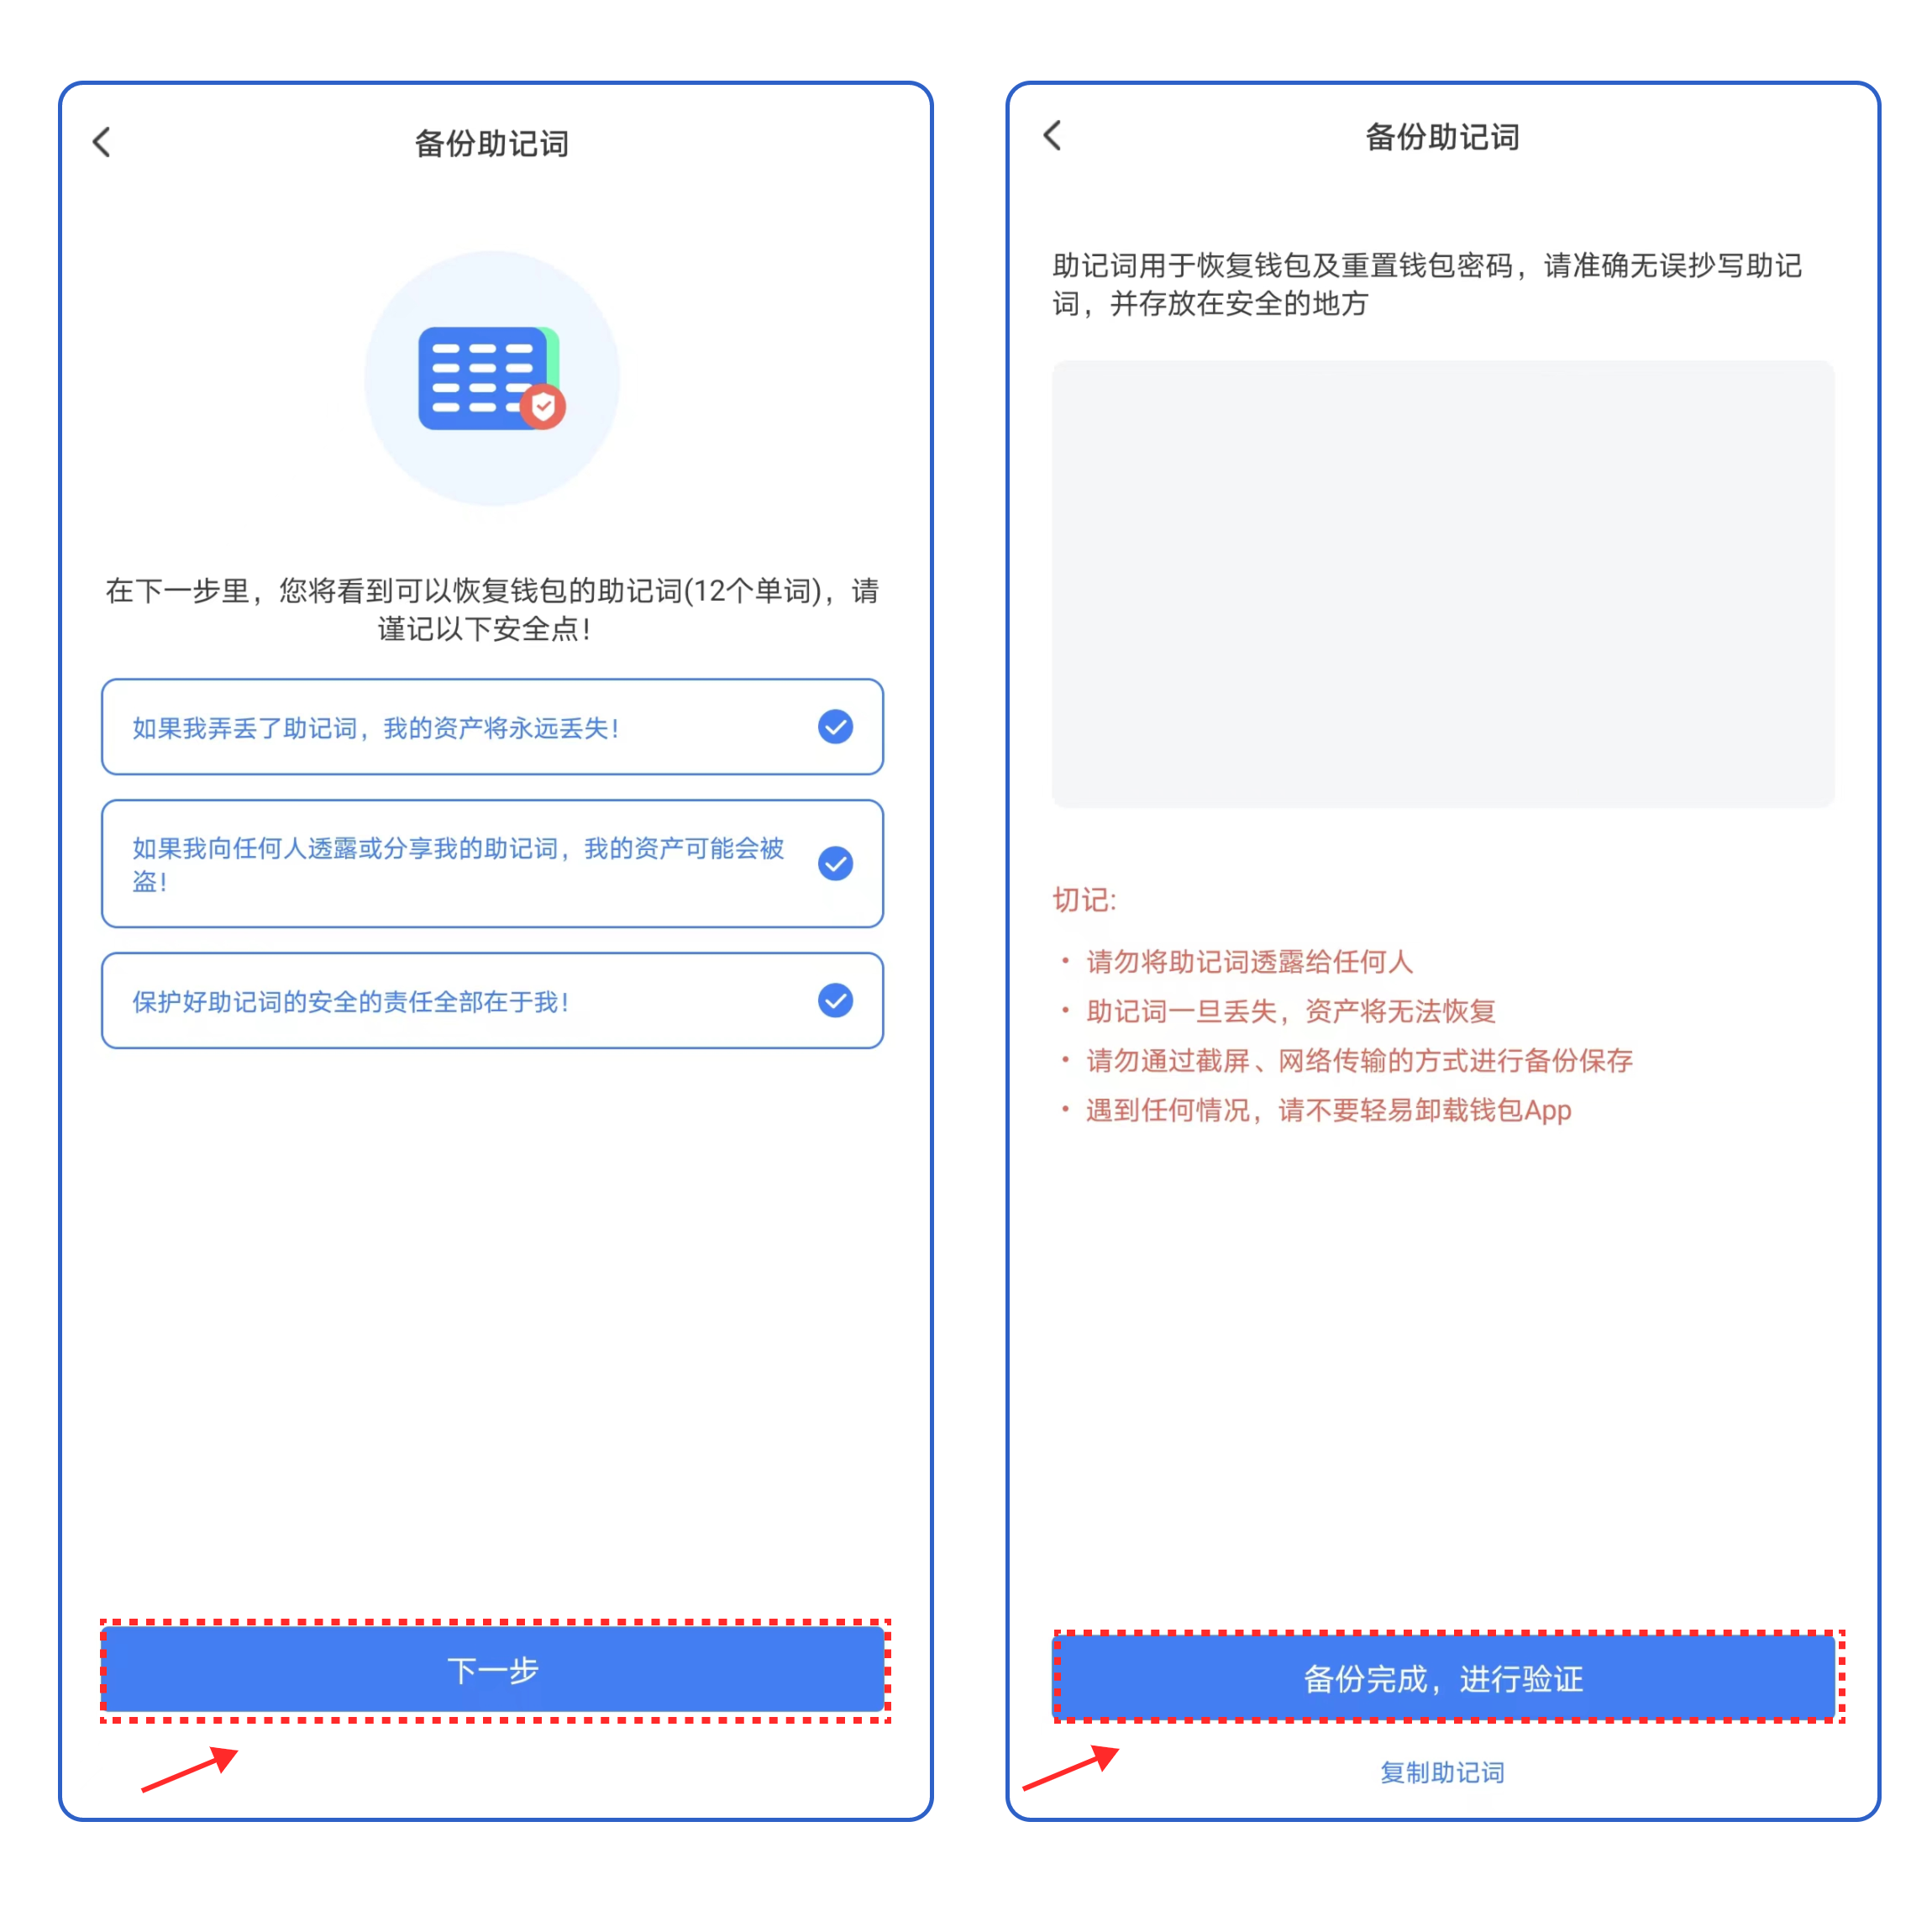 备份助记词
在下一步里，您将看到可以恢复钱包的助记词(12个单词)，请
谨记以下安全点!
如果我弄丢了助记词，我的资产将永远丢失!
如果我向任何人透露或分享我的助记词，我的资产可能会被
盗!
保护好助记词的安全的责任全部在于我!
下一步
备份助记词
助记词用于恢复钱包及重置钱包密码，请准确无误抄写助记
词，并存放在安全的地方
切记:
• 请勿将助记词透露给任何人
• 助记词一旦丢失，资产将无法恢复
• 请勿通过截屏、网络传输的方式进行备份保存
• 遇到任何情况，请不要轻易卸载钱包App
备份完成，进行验证
复制助记词